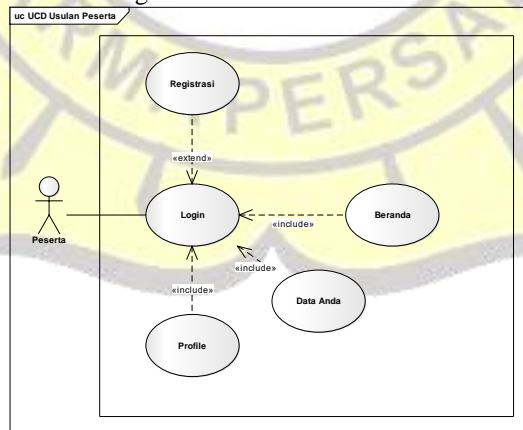 uc UCD Usulan Peserta
Registrasi
«extend»
Login
«include»
Beranda
Peserta
«include»
Data Anda
«include»
Profile